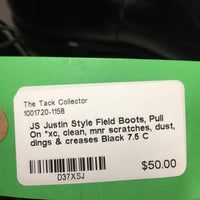 The Tack Collector
1001720-1158
JS Justin Style Field Boots, Pull
On *xc, clean, mnr scratches, dust,
dings & creases Black 7.5 C
$50.00
D37XSJ